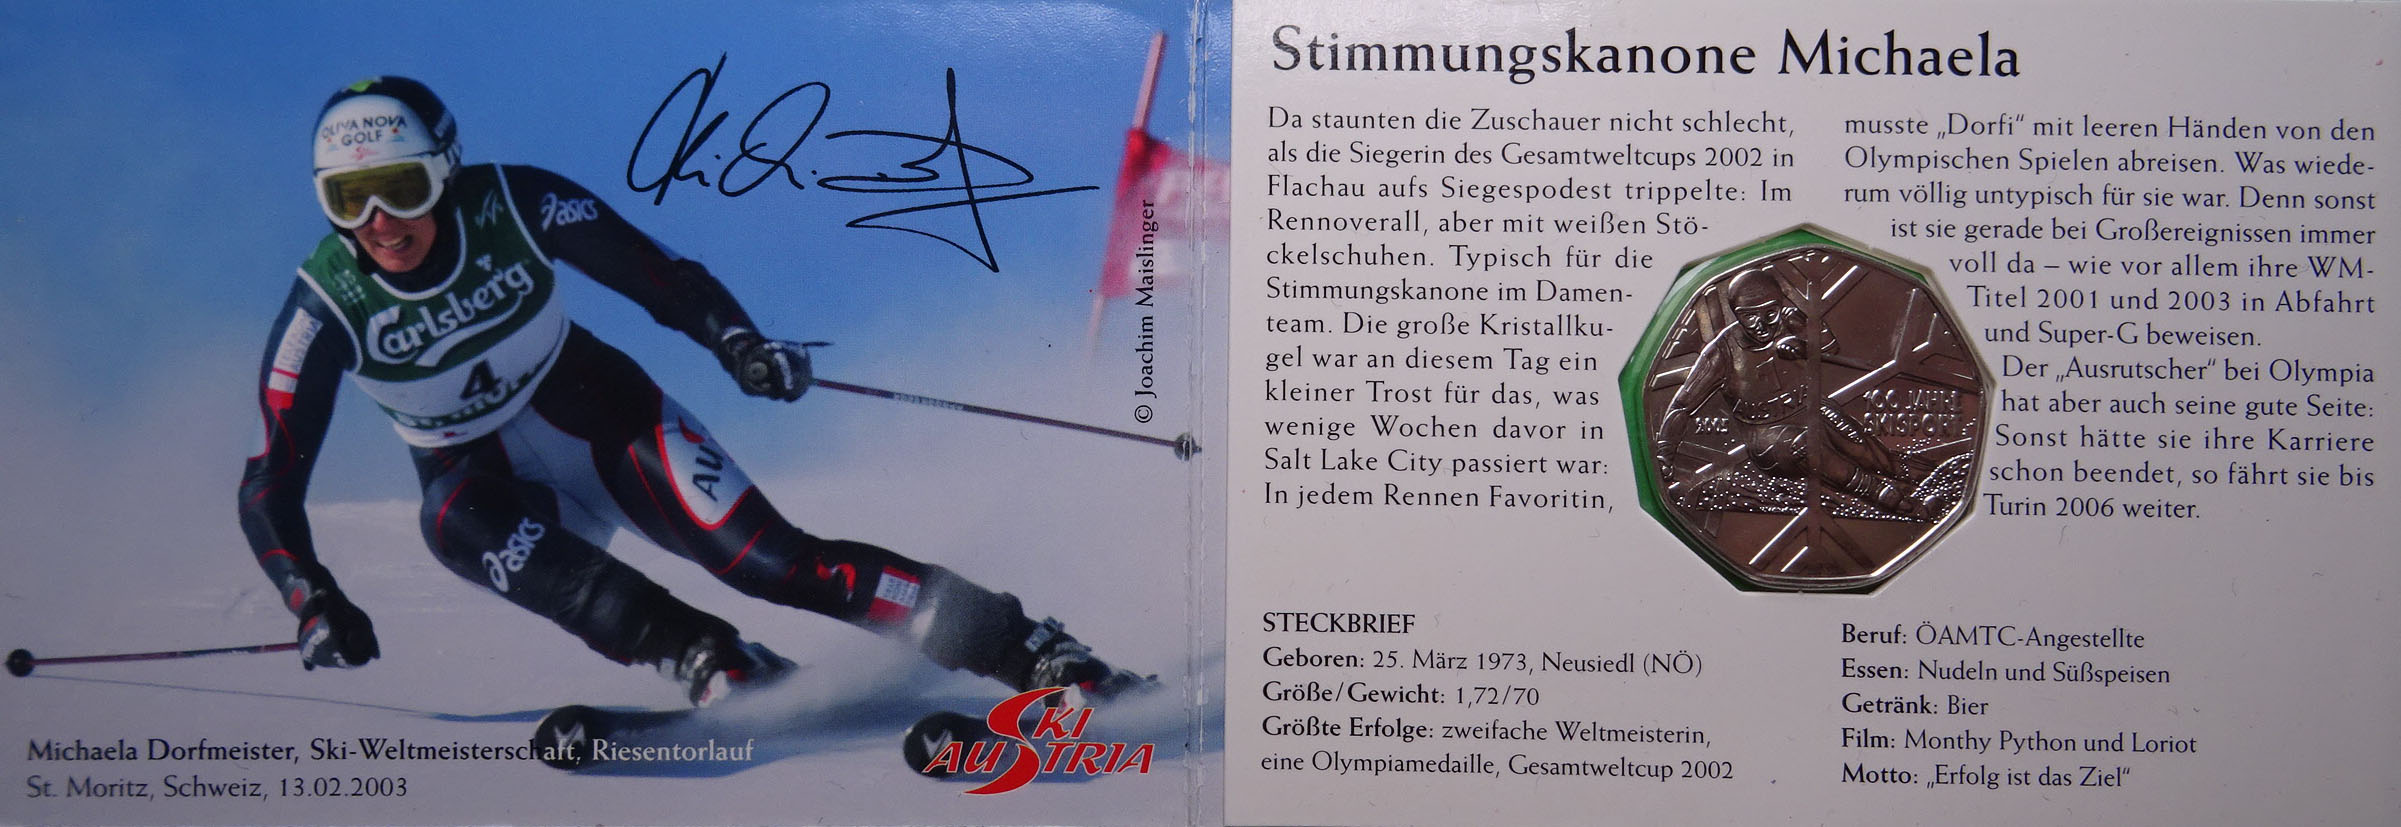 OLIVA NOVA
GOLF
asics
Carlsberg
4
asics
© Joachim Maislinger
Michaela Dorfmeister, Ski-Weltmeisterschaft, Riesentorlauf
St. Moritz, Schweiz, 13.02.2003
SKI
AUSTRIA
Stimmungskanone Michaela
Da staunten die Zuschauer nicht schlecht,
als die Siegerin des Gesamtweltcups 2002 in
Flachau aufs Siegespodest trippelte: Im
Rennoverall, aber mit weißen Stö-
ckelschuhen. Typisch für die
Stimmungskanone im Damen-
team. Die große Kristallku-
gel war an diesem Tag ein
kleiner Trost für das, was
wenige Wochen davor in
Salt Lake City passiert war:
In jedem Rennen Favoritin,
musste „Dorfi“ mit leeren Händen von den
Olympischen Spielen abreisen. Was wiede-
rum völlig untypisch für sie war. Denn sonst
ist sie gerade bei Großereignissen immer
voll da – wie vor allem ihre WM-
Titel 2001 und 2003 in Abfahrt
und Super-G beweisen.
Der „Ausrutscher“ bei Olympia
hat aber auch seine gute Seite:
Sonst hätte sie ihre Karriere
schon beendet, so fährt sie bis
Turin 2006 weiter.
AUSTRIA
2005
100 JAHRE
SKISPORT
STECKBRIEF
Geboren: 25. März 1973, Neusiedl (NÖ)
Größe/Gewicht: 1,72/70
Größte Erfolge: zweifache Weltmeisterin,
eine Olympiamedaille, Gesamtweltcup 2002
Beruf: ÖAMTC-Angestellte
Essen: Nudeln und Süßspeisen
Getränk: Bier
Film: Monthy Python und Loriot
Motto: „Erfolg ist das Ziel“